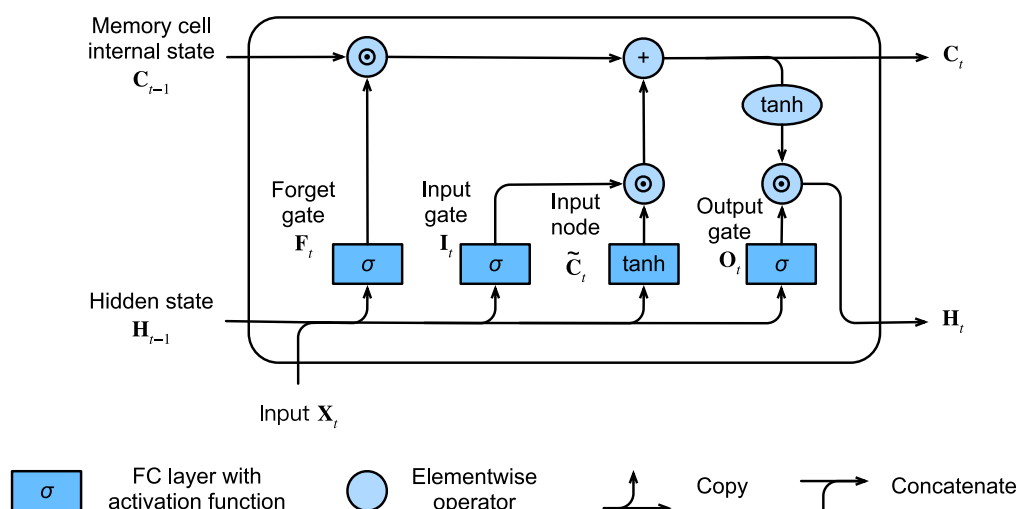 Memory cell
internal state
C_{t−1}
⊙
+
C_t
tanh
⊙
⊙
Forget
gate
F_t
σ
Input
gate
I_t
σ
Input
node
C̃_t
tanh
Output
gate
O_t
σ
Hidden state
H_{t−1}
H_t
Input X_t
σ
FC layer with
activation function
Elementwise
operator
Copy
Concatenate